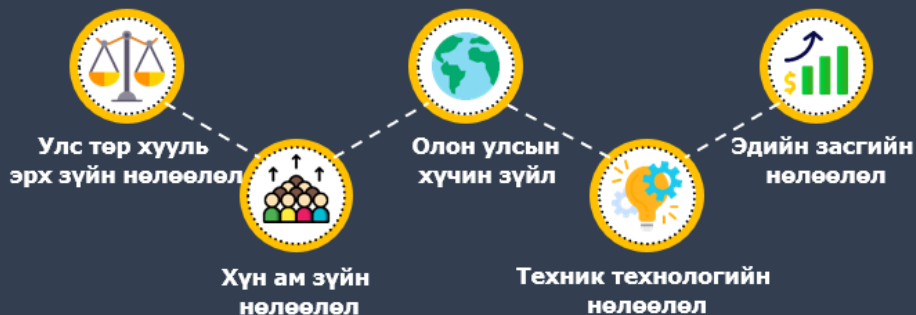 Улс төр хууль
эрх зүйн нөлөөлөл
Хүн ам зүйн
нөлөөлөл
Олон улсын
хүчин зүйл
Техник технологийн
нөлөөлөл
Эдийн засгийн
нөлөөлөл
$